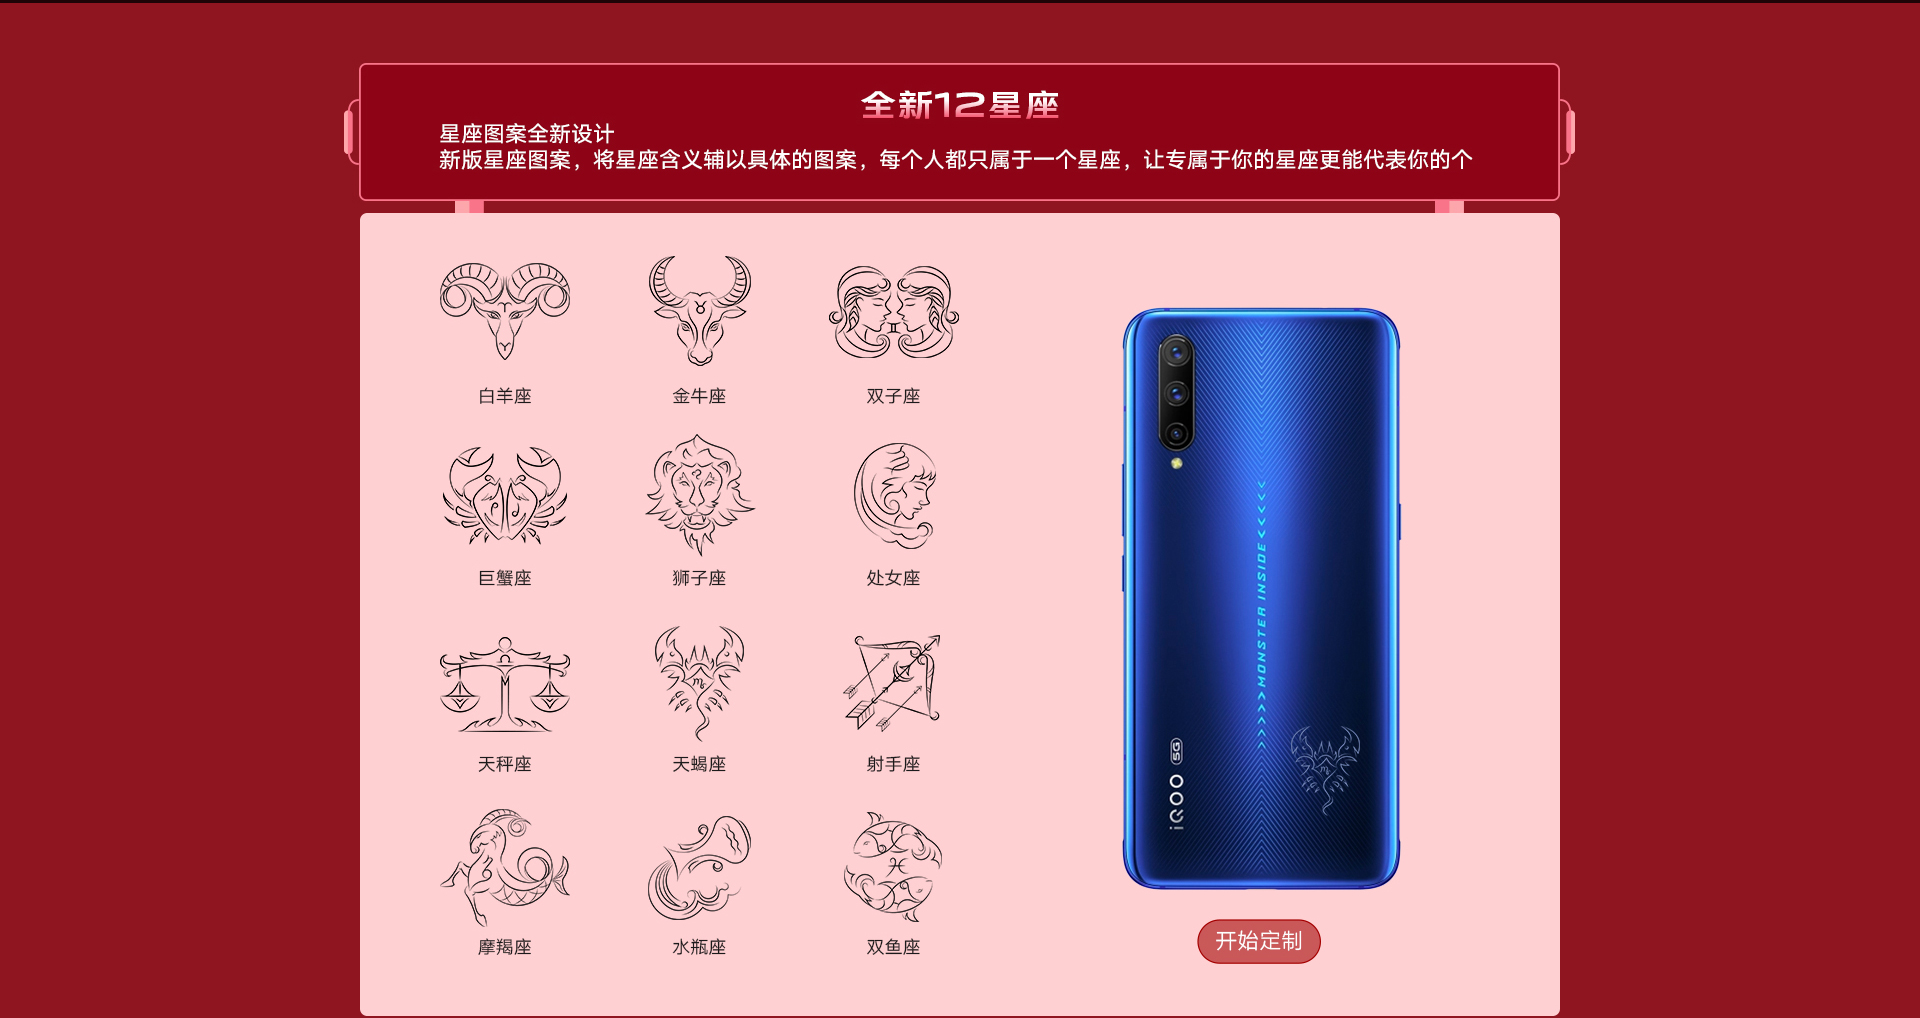 全新12星座
星座图案全新设计
新版星座图案，将星座含义辅以具体的图案，每个人都只属于一个星座，让专属于你的星座更能代表你的个
白羊座
金牛座
双子座
巨蟹座
狮子座
处女座
天秤座
天蝎座
射手座
摩羯座
水瓶座
双鱼座
MONSTER INSIDE
iQOO 5G
开始定制